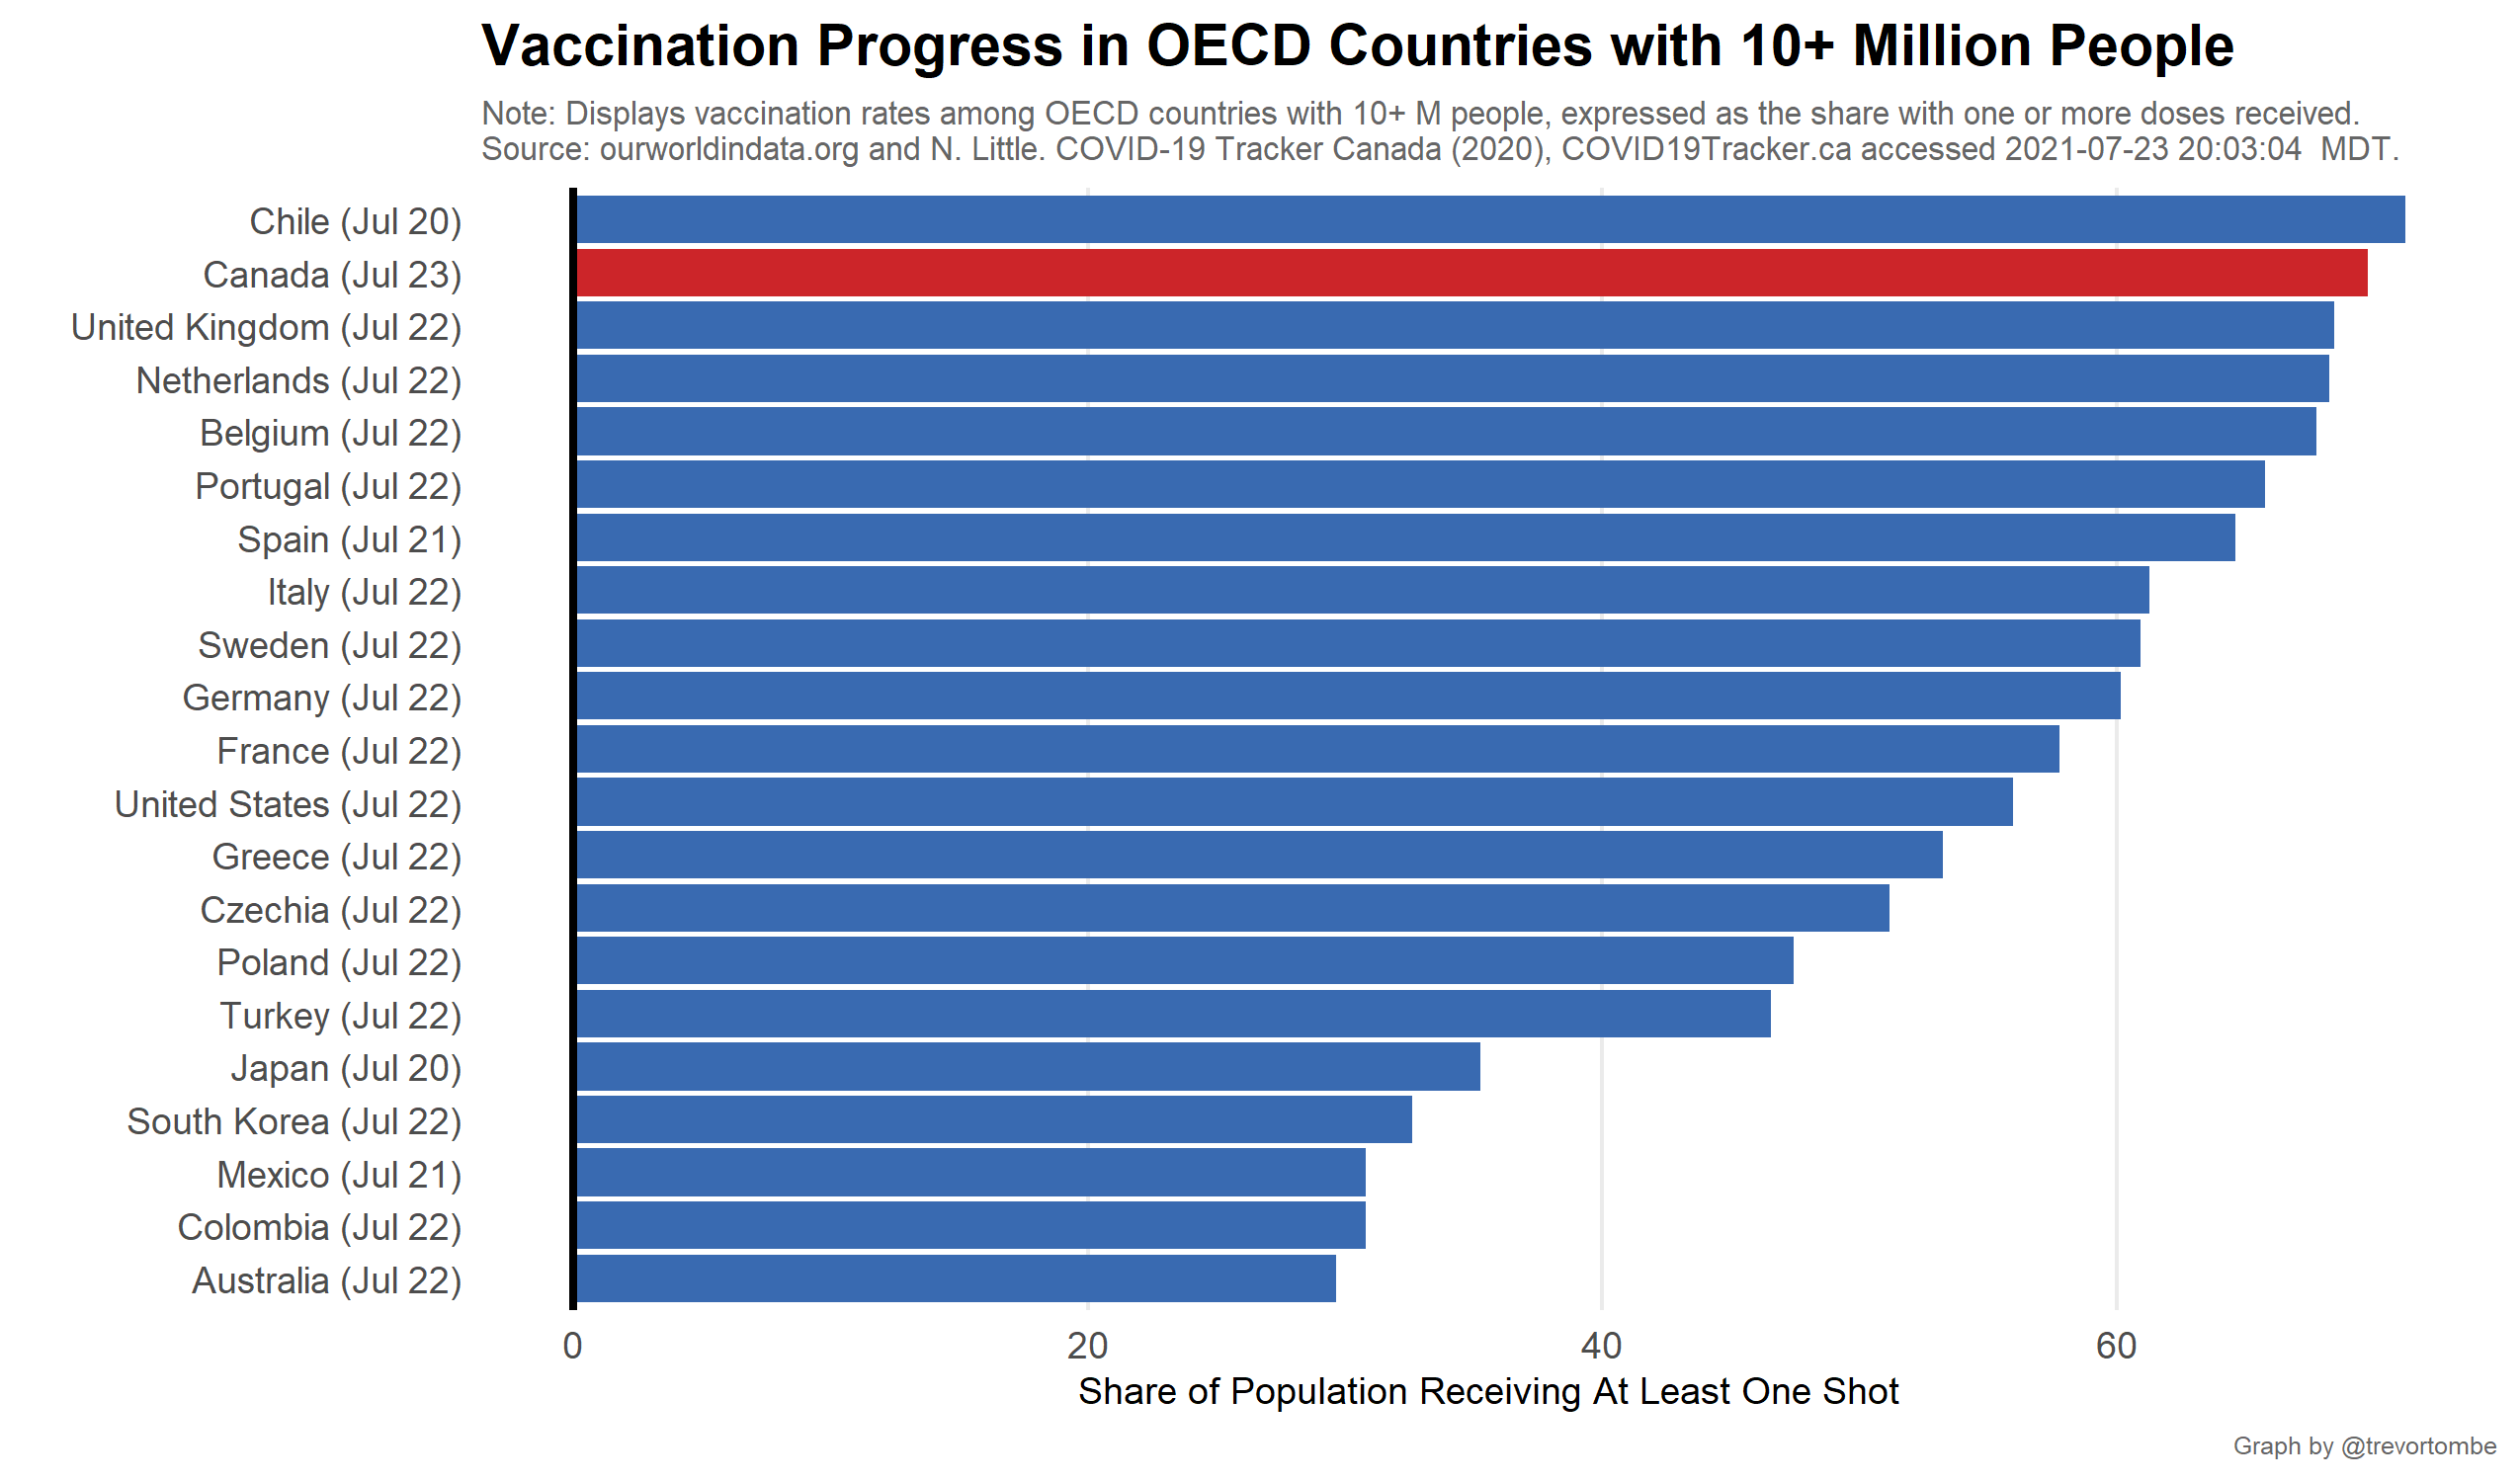 Vaccination Progress in OECD Countries with 10+ Million People
Note: Displays vaccination rates among OECD countries with 10+ M people, expressed as the share with one or more doses received.
Source: ourworldindata.org and N. Little. COVID-19 Tracker Canada (2020), COVID19Tracker.ca accessed 2021-07-23 20:03:04  MDT.
Chile (Jul 20)
Canada (Jul 23)
United Kingdom (Jul 22)
Netherlands (Jul 22)
Belgium (Jul 22)
Portugal (Jul 22)
Spain (Jul 21)
Italy (Jul 22)
Sweden (Jul 22)
Germany (Jul 22)
France (Jul 22)
United States (Jul 22)
Greece (Jul 22)
Czechia (Jul 22)
Poland (Jul 22)
Turkey (Jul 22)
Japan (Jul 20)
South Korea (Jul 22)
Mexico (Jul 21)
Colombia (Jul 22)
Australia (Jul 22)
0 20 40 60
Share of Population Receiving At Least One Shot
Graph by @trevortombe